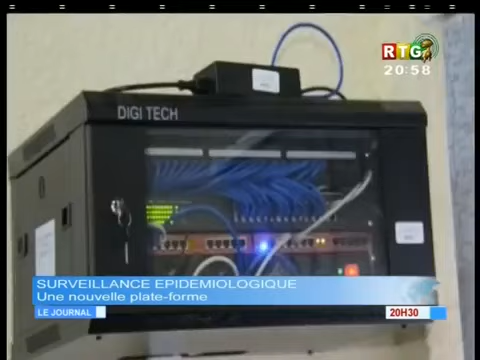 RTG
20:58
DIGI TECH
SURVEILLANCE EPIDEMIOLOGIQUE
Une nouvelle plate-forme
LE JOURNAL
20H30